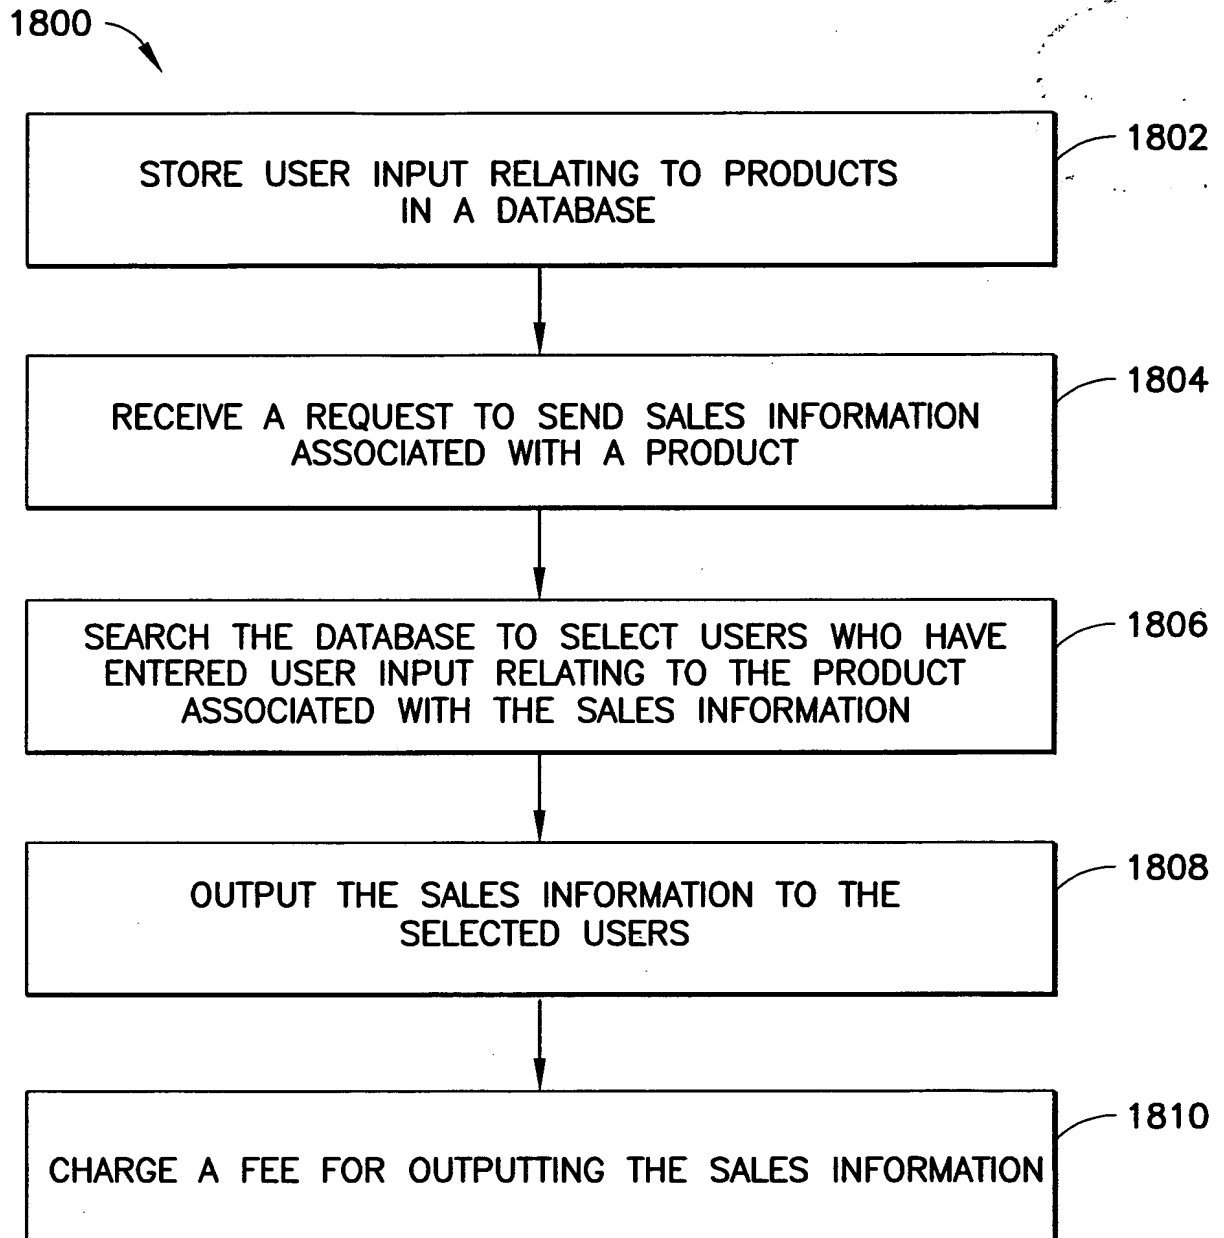 1800
STORE USER INPUT RELATING TO PRODUCTS
IN A DATABASE
1802
RECEIVE A REQUEST TO SEND SALES INFORMATION
ASSOCIATED WITH A PRODUCT
1804
SEARCH THE DATABASE TO SELECT USERS WHO HAVE
ENTERED USER INPUT RELATING TO THE PRODUCT
ASSOCIATED WITH THE SALES INFORMATION
1806
OUTPUT THE SALES INFORMATION TO THE
SELECTED USERS
1808
CHARGE A FEE FOR OUTPUTTING THE SALES INFORMATION
1810